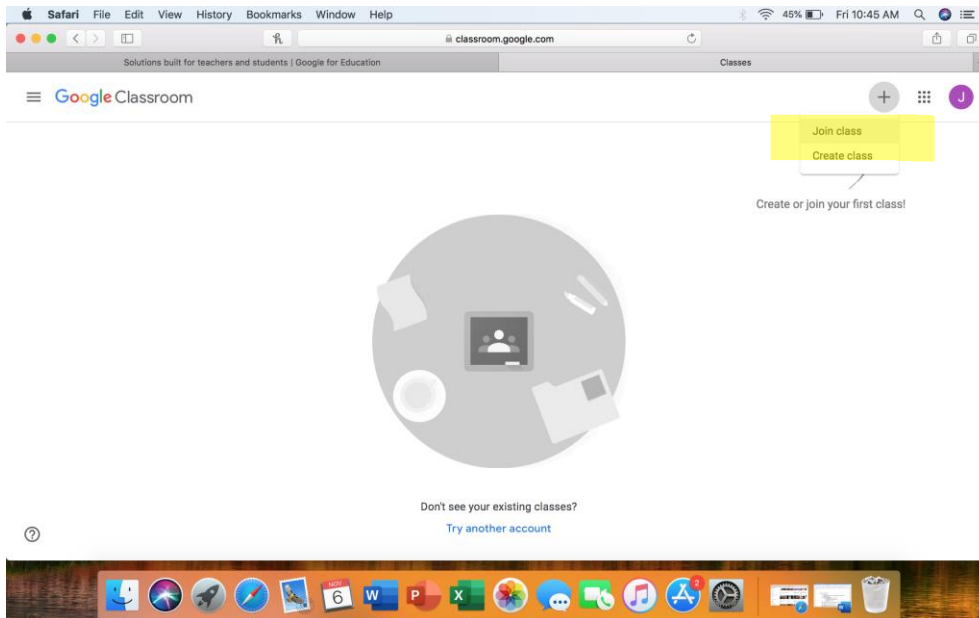 Safari File Edit View History Bookmarks Window Help 45% Fri 10:45 AM
classroom.google.com
Solutions built for teachers and students | Google for Education Classes
Google Classroom J
Join class
Create class
Create or join your first class!
Don't see your existing classes?
Try another account
?
NOV
6 W P X 2